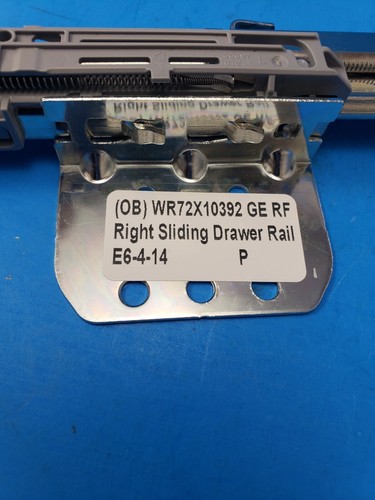 (OB) WR72X10392 GE RF
Right Sliding Drawer Rail
E6-4-14 P